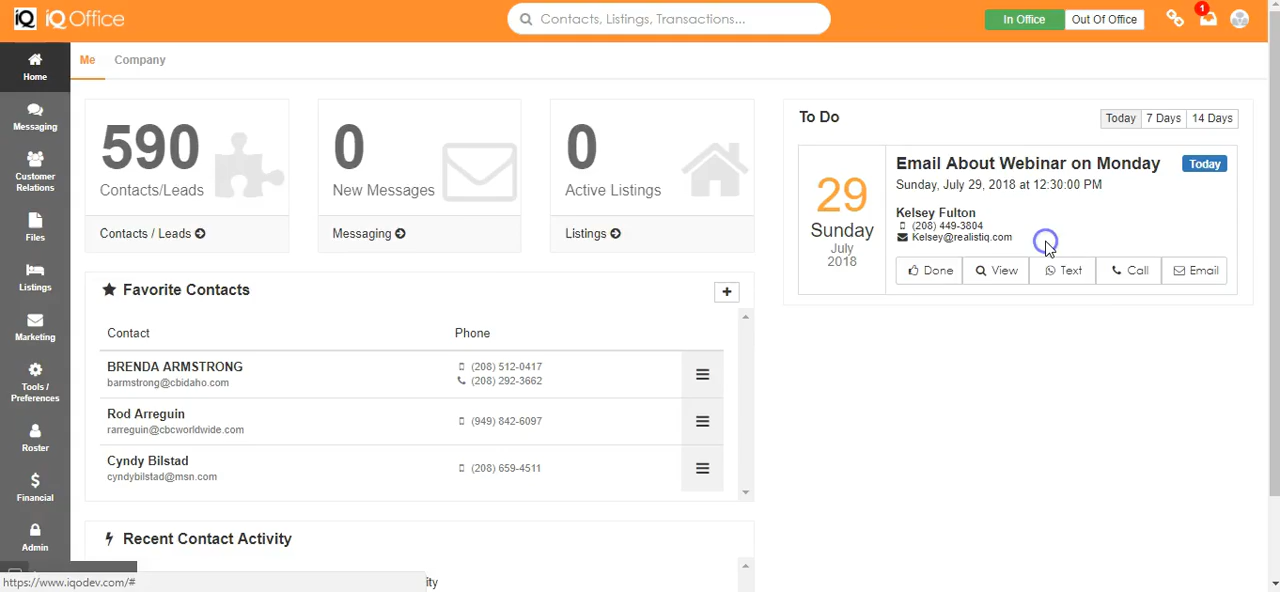 iQ iQ Office
Contacts, Listings, Transactions...
In Office
Out Of Office
1
Home
Messaging
Customer
Relations
Files
Listings
Marketing
Tools /
Preferences
Roster
$
Financial
Admin
Me
Company
590
Contacts/Leads
Contacts / Leads
0
New Messages
Messaging
0
Active Listings
Listings
Favorite Contacts
+
Contact
Phone
BRENDA ARMSTRONG
barmstrong@cbidaho.com
(208) 512-0417
(208) 292-3662
Rod Arreguin
rarreguin@cbcworldwide.com
(949) 842-6097
Cyndy Bilstad
cyndybilstad@msn.com
(208) 659-4511
Recent Contact Activity
ity
To Do
Today
7 Days
14 Days
29
Sunday
July
2018
Email About Webinar on Monday
Today
Sunday, July 29, 2018 at 12:30:00 PM
Kelsey Fulton
(208) 449-3804
Kelsey@realistiq.com
Done
View
Text
Call
Email
https://www.iqodev.com/#